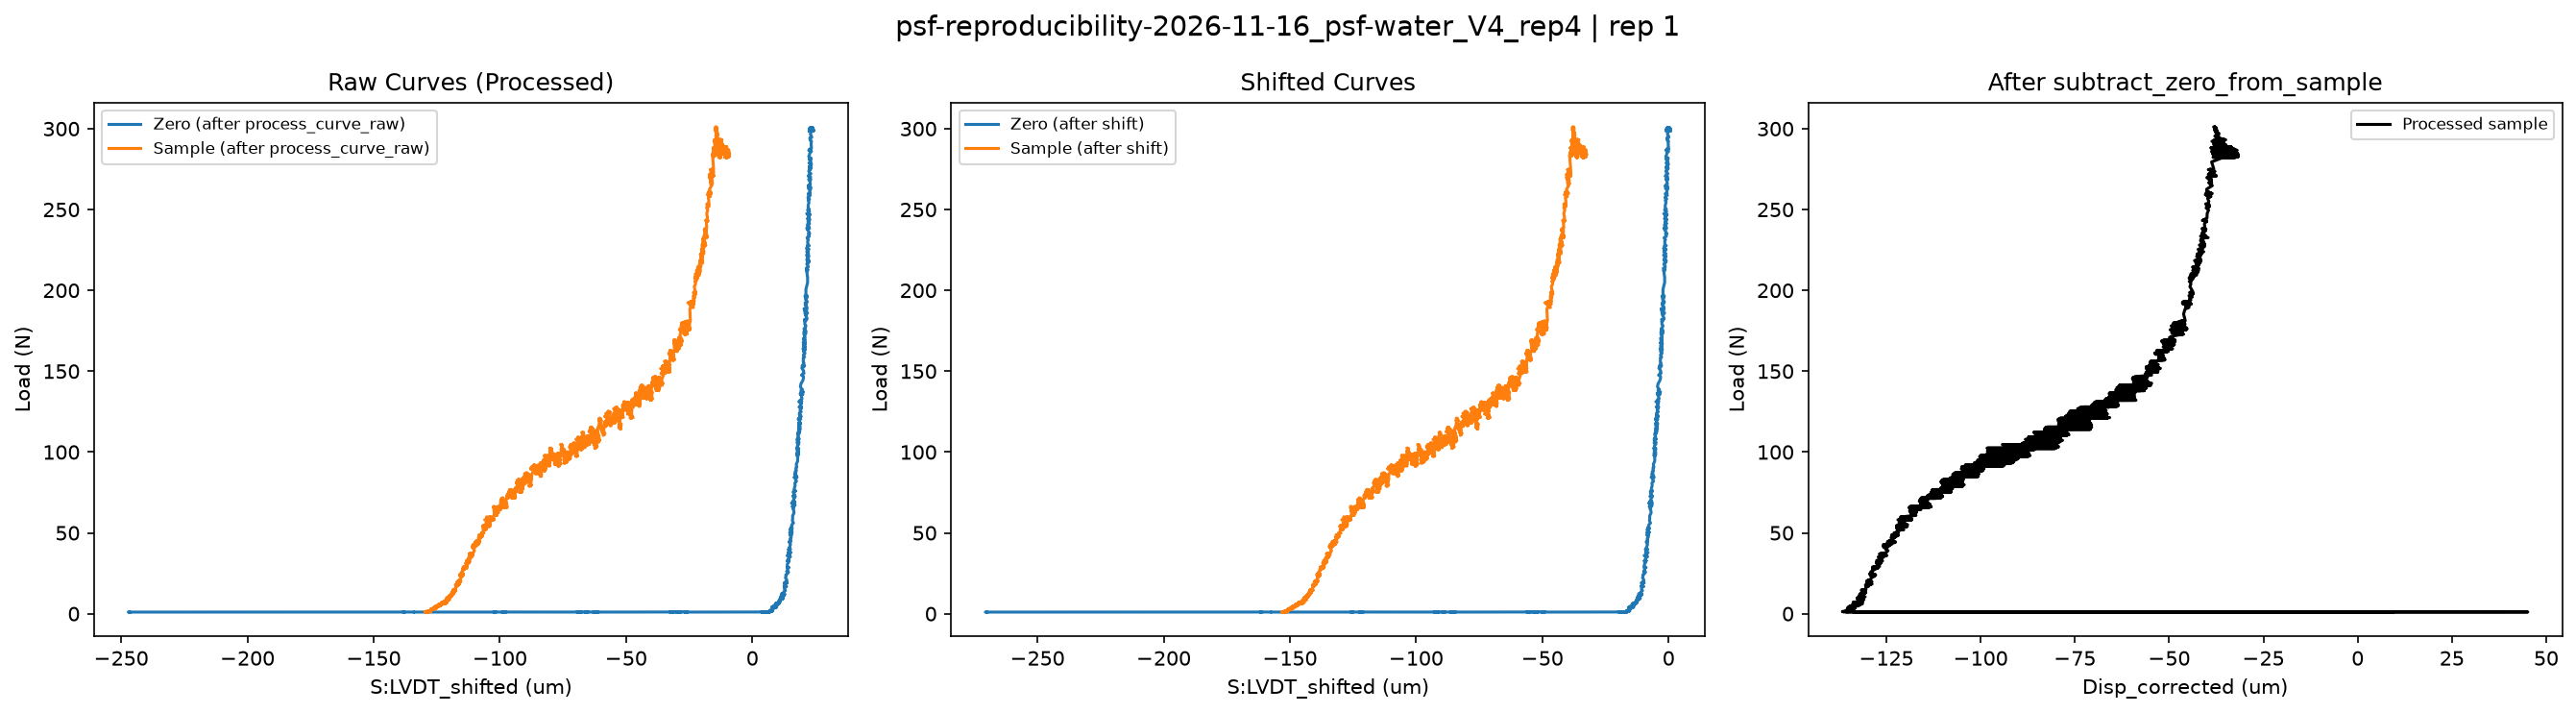 psf-reproducibility-2026-11-16_psf-water_V4_rep4 | rep 1
Raw Curves (Processed)
Load (N)
300
250
200
150
100
50
0
Zero (after process_curve_raw)
Sample (after process_curve_raw)
−250 −200 −150 −100 −50 0
S:LVDT_shifted (um)
Shifted Curves
Load (N)
300
250
200
150
100
50
0
Zero (after shift)
Sample (after shift)
−250 −200 −150 −100 −50 0
S:LVDT_shifted (um)
After subtract_zero_from_sample
Load (N)
300
250
200
150
100
50
0
Processed sample
−125 −100 −75 −50 −25 0 25 50
Disp_corrected (um)